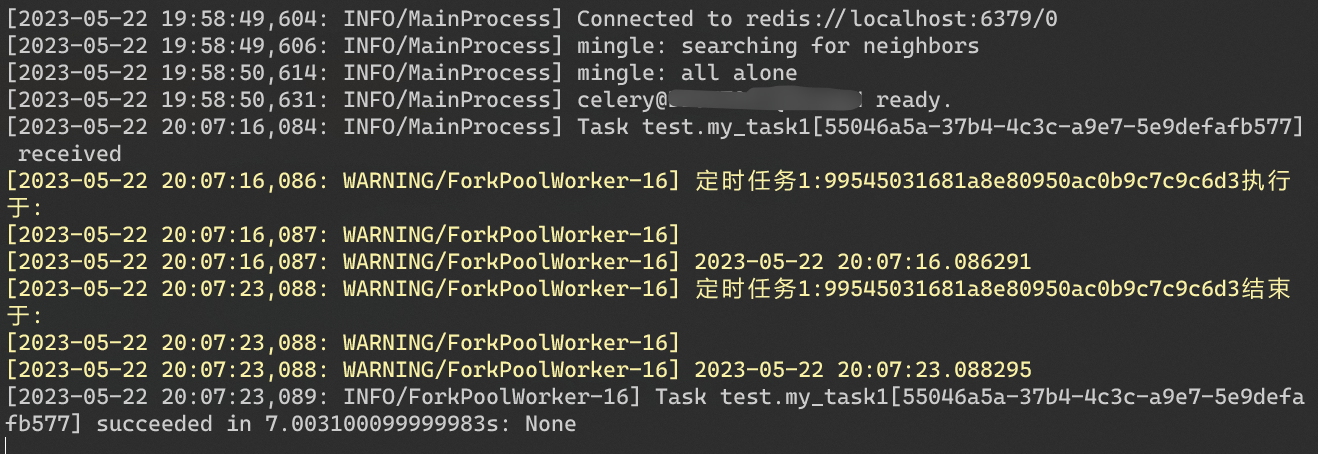 [2023-05-22 19:58:49,604: INFO/MainProcess] Connected to redis://localhost:6379/0
[2023-05-22 19:58:49,606: INFO/MainProcess] mingle: searching for neighbors
[2023-05-22 19:58:50,614: INFO/MainProcess] mingle: all alone
[2023-05-22 19:58:50,631: INFO/MainProcess] celery@ ready.
[2023-05-22 20:07:16,084: INFO/MainProcess] Task test.my_task1[55046a5a-37b4-4c3c-a9e7-5e9defafb577]
received
[2023-05-22 20:07:16,086: WARNING/ForkPoolWorker-16] 定时任务1:99545031681a8e80950ac0b9c7c9c6d3执行
于:
[2023-05-22 20:07:16,087: WARNING/ForkPoolWorker-16]
[2023-05-22 20:07:16,087: WARNING/ForkPoolWorker-16] 2023-05-22 20:07:16.086291
[2023-05-22 20:07:23,088: WARNING/ForkPoolWorker-16] 定时任务1:99545031681a8e80950ac0b9c7c9c6d3结束
于:
[2023-05-22 20:07:23,088: WARNING/ForkPoolWorker-16]
[2023-05-22 20:07:23,088: WARNING/ForkPoolWorker-16] 2023-05-22 20:07:23.088295
[2023-05-22 20:07:23,089: INFO/ForkPoolWorker-16] Task test.my_task1[55046a5a-37b4-4c3c-a9e7-5e9defa
fb577] succeeded in 7.003100099999983s: None